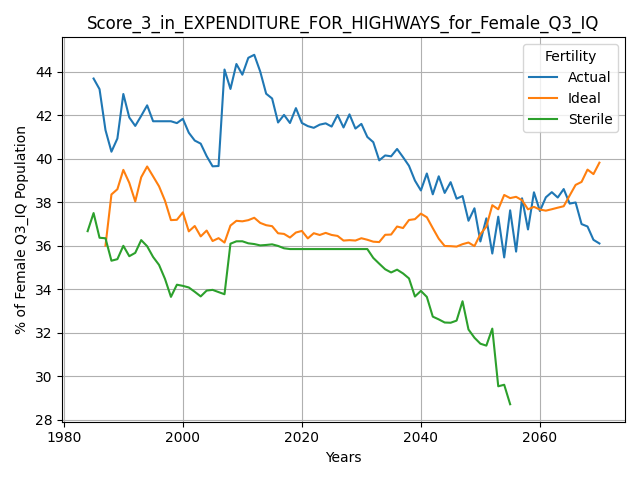 Score_3_in_EXPENDITURE_FOR_HIGHWAYS_for_Female_Q3_IQ
Fertility
Actual
Ideal
Sterile
% of Female Q3_IQ Population
44
42
40
38
36
34
32
30
28
1980
2000
2020
2040
2060
Years